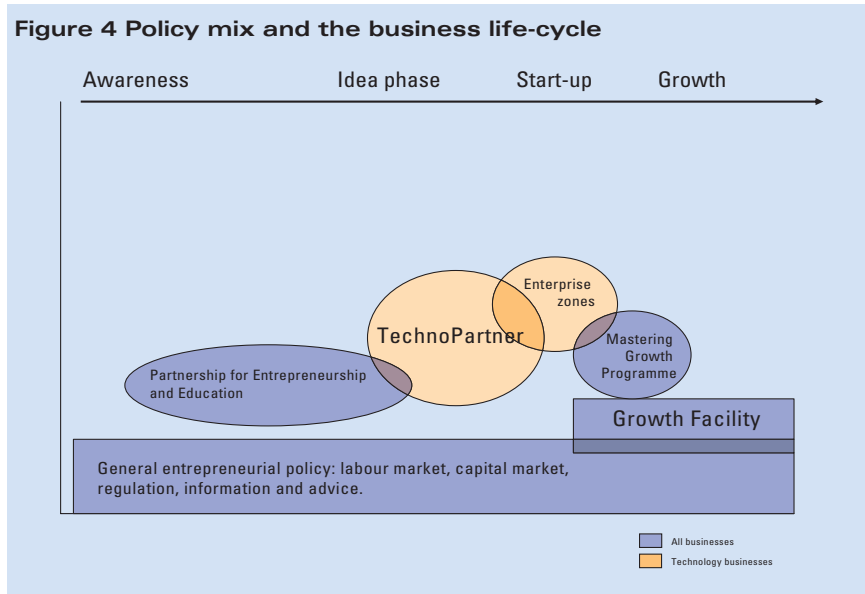 Figure 4 Policy mix and the business life-cycle
Awareness Idea phase Start-up Growth
Enterprise
zones
TechnoPartner
Mastering
Growth
Programme
Partnership for Entrepreneurship
and Education
Growth Facility
General entrepreneurial policy: labour market, capital market,
regulation, information and advice.
All businesses
Technology businesses